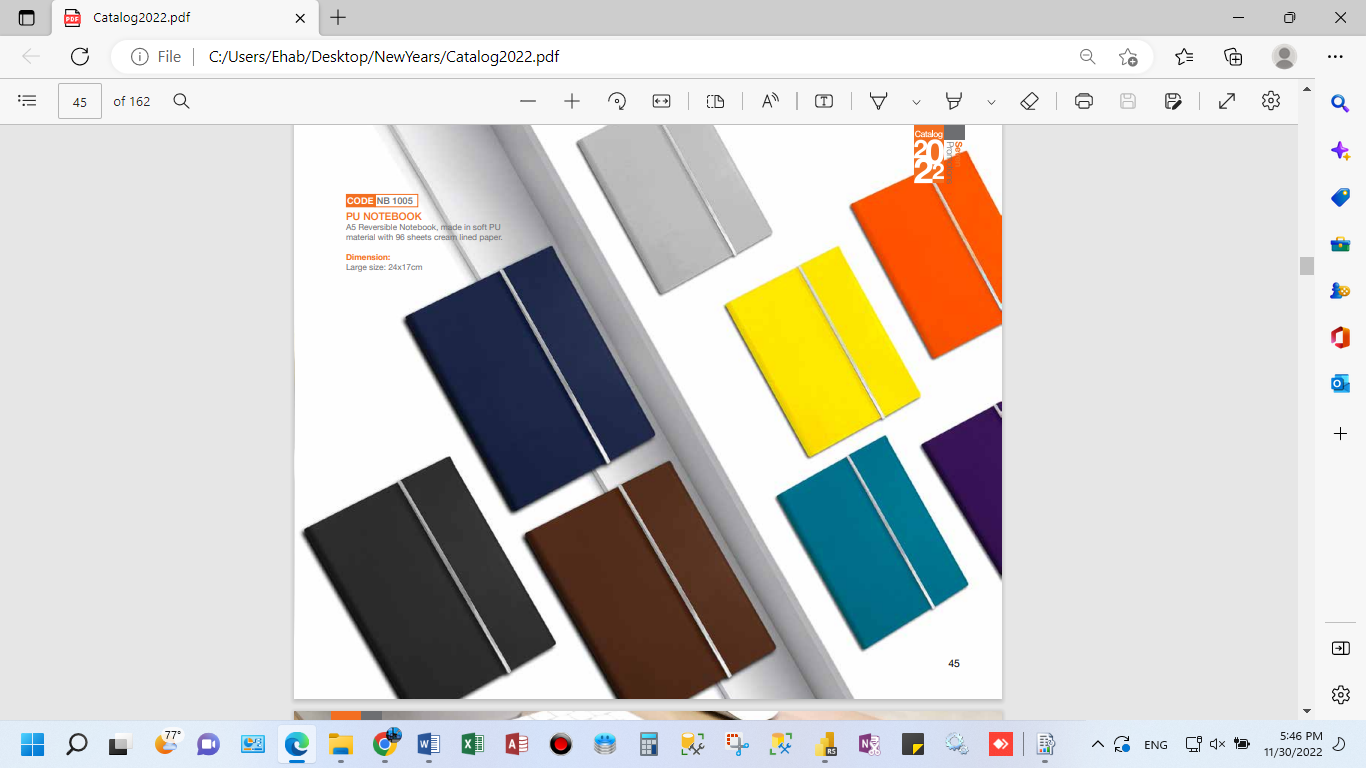 Catalog2022.pdf
File
C:/Users/Ehab/Desktop/NewYears/Catalog2022.pdf
45
of 162
Catalog
2022
CODE NB 1005
PU NOTEBOOK
A5 Reversible Notebook, made in soft PU
material with 96 sheets cream lined paper.
Dimension:
Large size: 24x17cm
45
77°
ENG
5:46 PM
11/30/2022